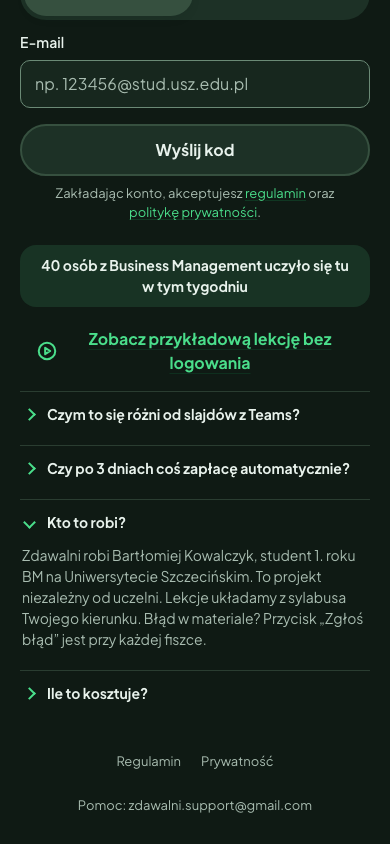 E-mail
np. 123456@stud.usz.edu.pl
Wyślij kod
Zakładając konto, akceptujesz regulamin oraz
politykę prywatności.
40 osób z Business Management uczyło się tu
w tym tygodniu
Zobacz przykładową lekcję bez
logowania
Czym to się różni od slajdów z Teams?
Czy po 3 dniach coś zapłacę automatycznie?
Kto to robi?
Zdawalni robi Bartłomiej Kowalczyk, student 1. roku
BM na Uniwersytecie Szczecińskim. To projekt
niezależny od uczelni. Lekcje układamy z sylabusa
Twojego kierunku. Błąd w materiale? Przycisk „Zgłoś
błąd” jest przy każdej fiszce.
Ile to kosztuje?
Regulamin Prywatność
Pomoc: zdawalni.support@gmail.com